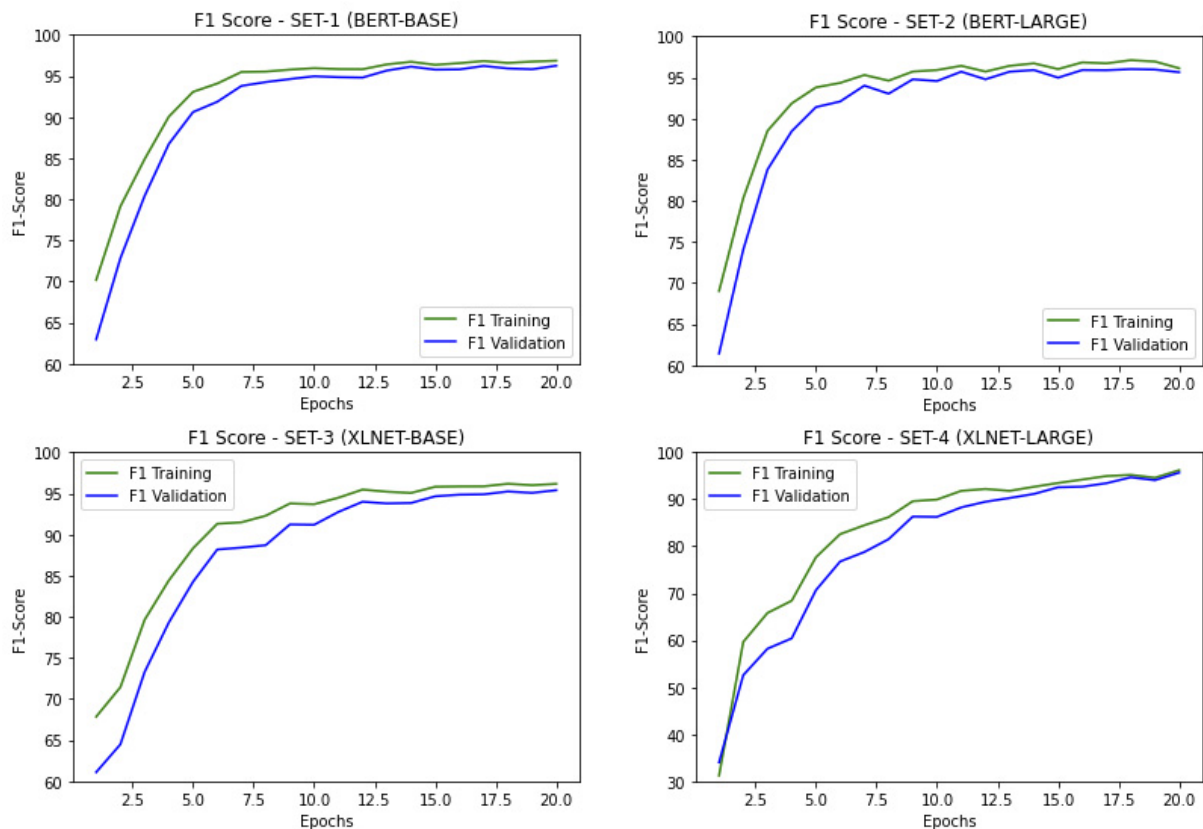 F1 Score - SET-1 (BERT-BASE)
100
95
90
85
80
75
70
65
60
F1-Score
F1 Training
F1 Validation
2.5 5.0 7.5 10.0 12.5 15.0 17.5 20.0
Epochs
F1 Score - SET-2 (BERT-LARGE)
100
95
90
85
80
75
70
65
60
F1-Score
F1 Training
F1 Validation
2.5 5.0 7.5 10.0 12.5 15.0 17.5 20.0
Epochs
F1 Score - SET-3 (XLNET-BASE)
100
95
90
85
80
75
70
65
60
F1-Score
F1 Training
F1 Validation
2.5 5.0 7.5 10.0 12.5 15.0 17.5 20.0
Epochs
F1 Score - SET-4 (XLNET-LARGE)
100
90
80
70
60
50
40
30
F1-Score
F1 Training
F1 Validation
2.5 5.0 7.5 10.0 12.5 15.0 17.5 20.0
Epochs